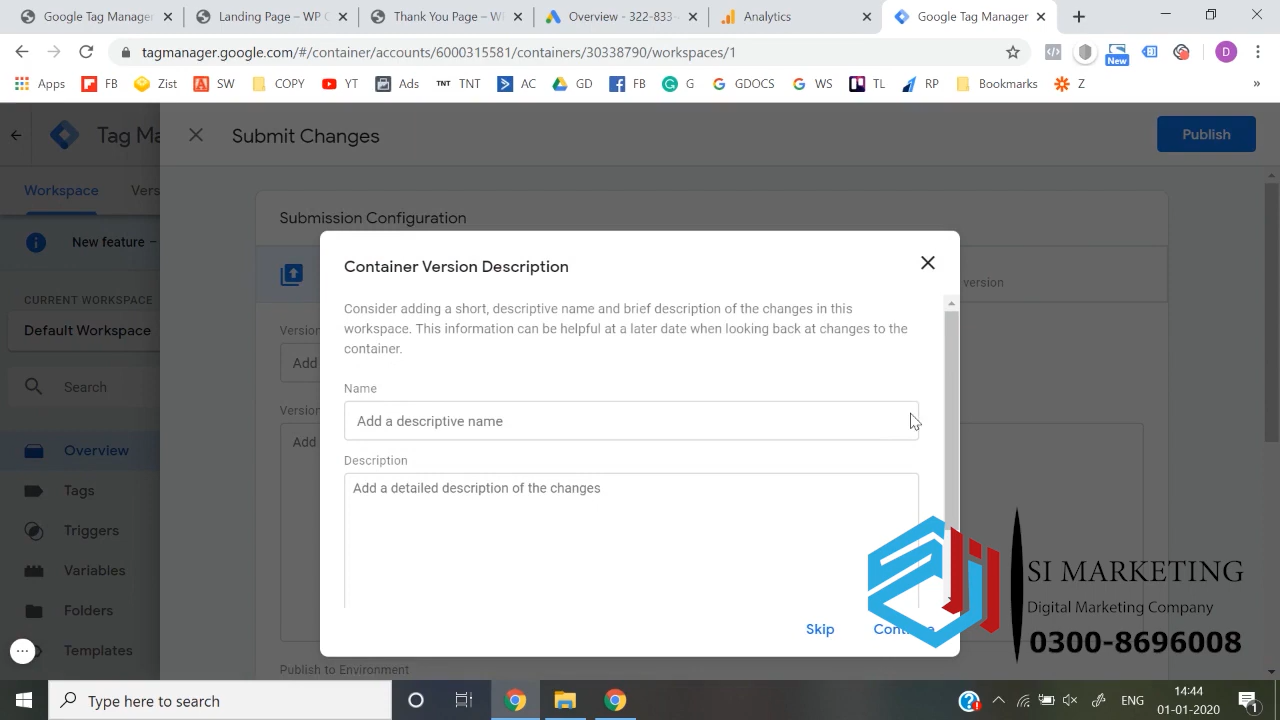 Google Tag Manager
Landing Page – WP C
Thank You Page – W
Overview - 322-833-
Analytics
Google Tag Manager
tagmanager.google.com/#/container/accounts/6000315581/containers/30338790/workspaces/1
New
D
Apps
FB
Zist
SW
COPY
YT
Ads
TNT TNT
AC
GD
FB
G
GDOCS
WS
TL
RP
Bookmarks
Z
Tag Ma
Submit Changes
Publish
Workspace
Vers
Submission Configuration
New feature –
version
CURRENT WORKSPACE
Default Workspace
Search
Version
Add
Version
Add
Overview
Tags
Triggers
Variables
Folders
Templates
Publish to Environment
Container Version Description
Consider adding a short, descriptive name and brief description of the changes in this
workspace. This information can be helpful at a later date when looking back at changes to the
container.
Name
Add a descriptive name
Description
Add a detailed description of the changes
Skip
SI MARKETING
Digital Marketing Company
0300-8696008
Type here to search
ENG
14:44
01-01-2020
1